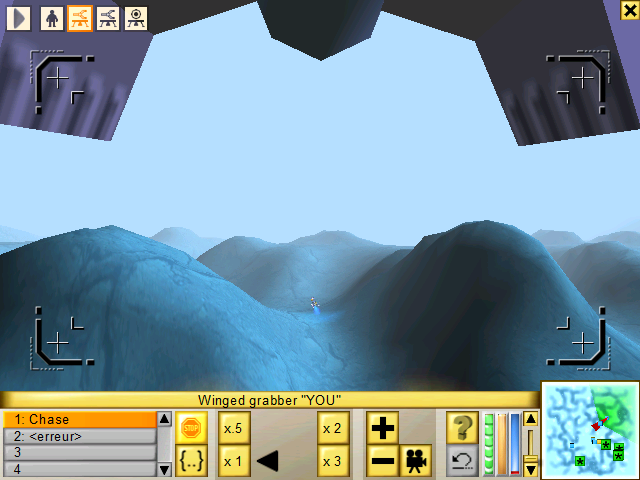 Winged grabber "YOU"
1: Chase
2: <erreur>
3
4
STOP
x.5
x 2
{..}
x 1
x 3
?